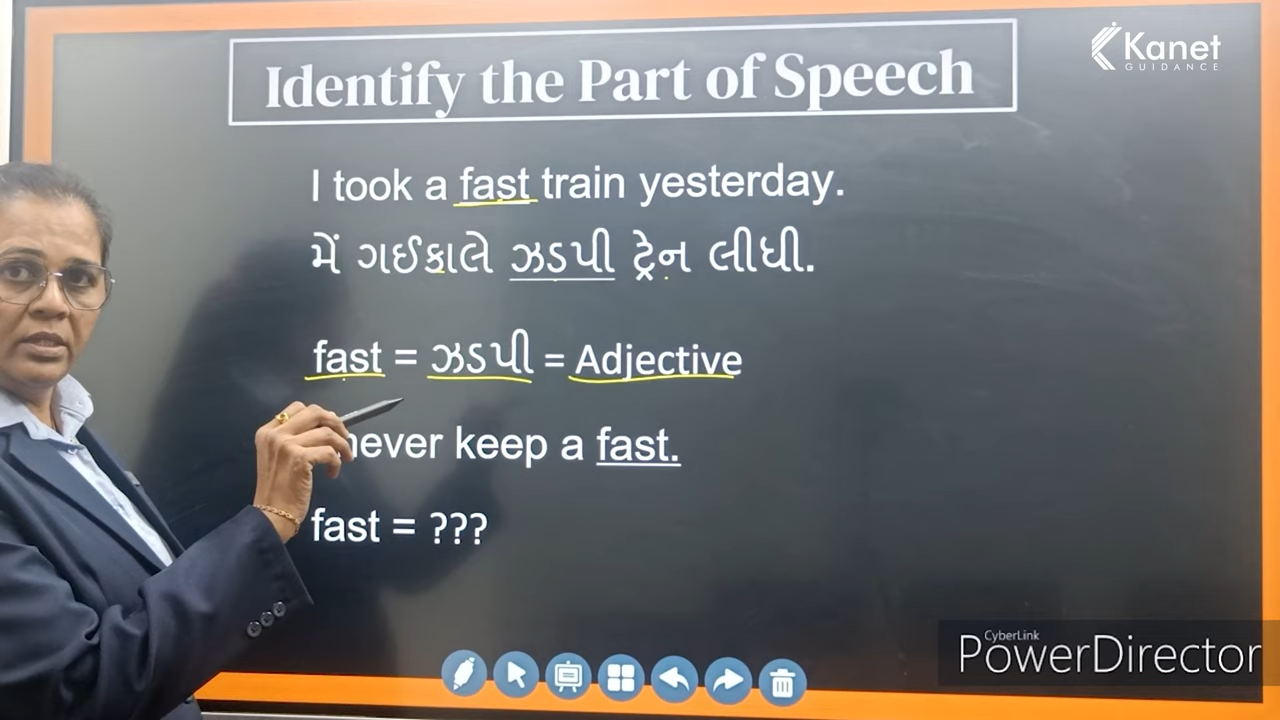 Kanet
GUIDANCE
Identify the Part of Speech
I took a fast train yesterday.
મેં ગઈકાલે ઝડપી ટ્રેન લીધી.
fast = ઝડપી = Adjective
never keep a fast.
fast = ???
CyberLink
PowerDirector